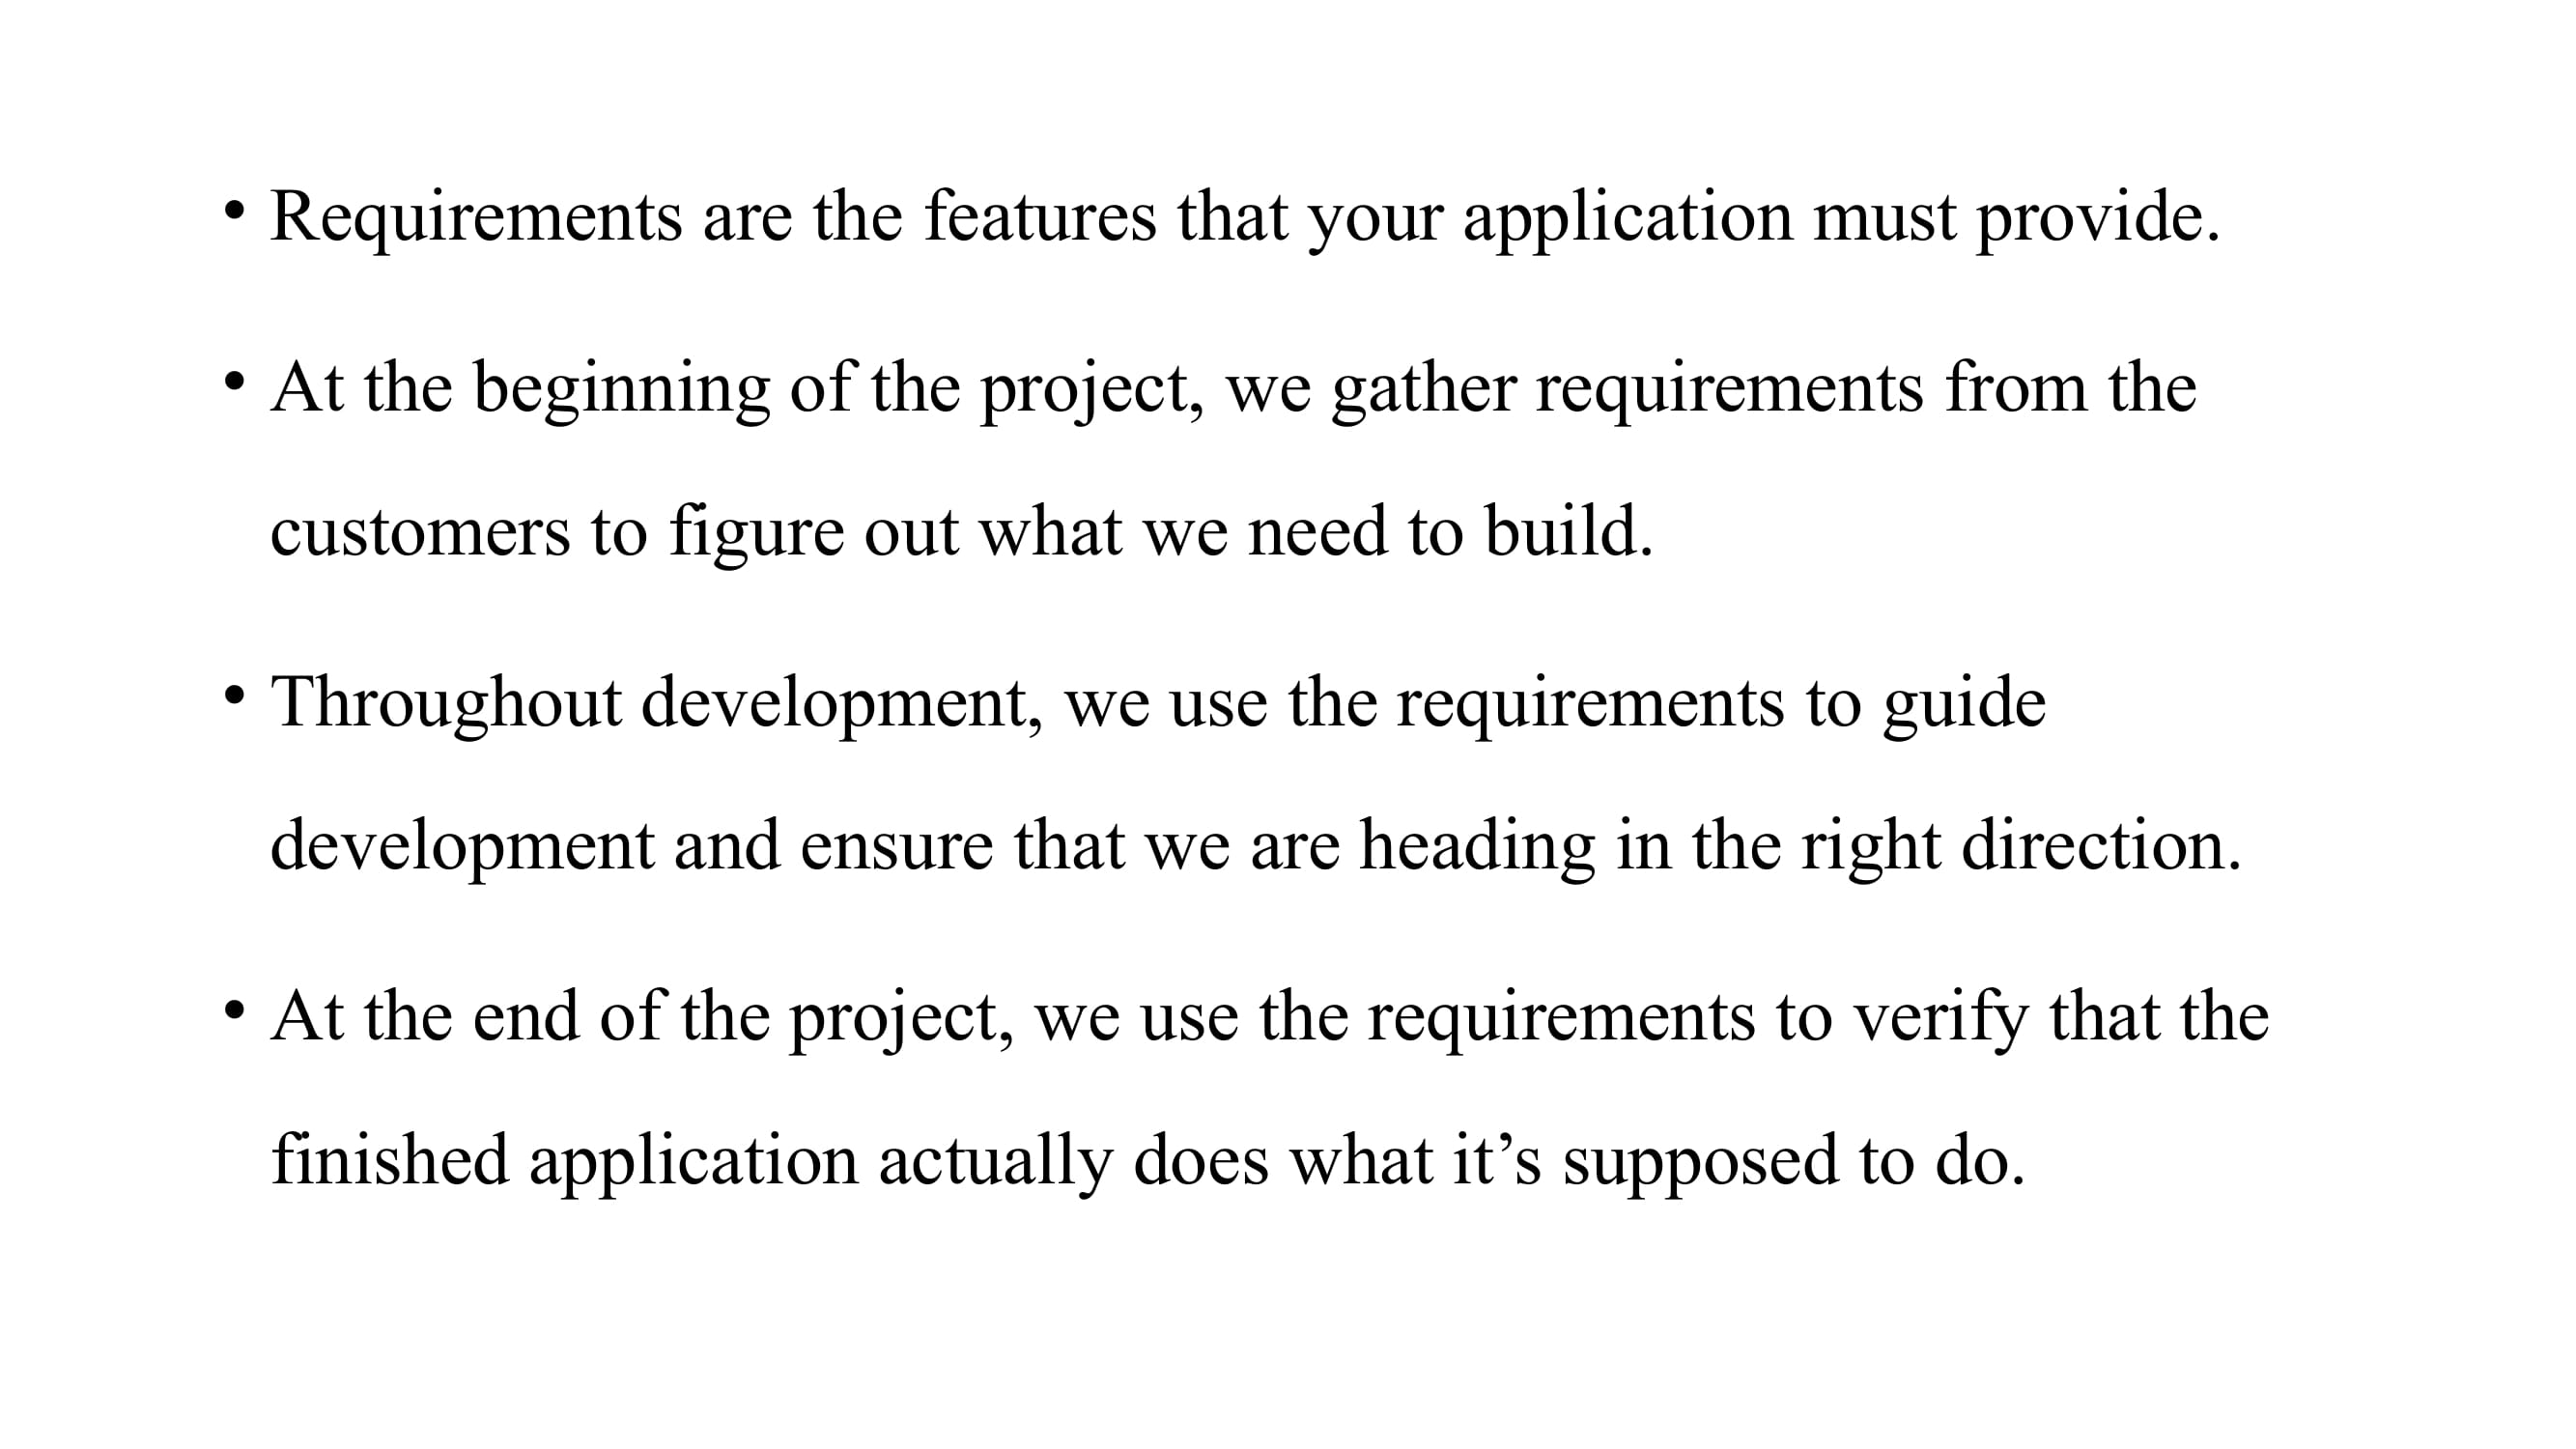 • Requirements are the features that your application must provide.
• At the beginning of the project, we gather requirements from the
customers to figure out what we need to build.
• Throughout development, we use the requirements to guide
development and ensure that we are heading in the right direction.
• At the end of the project, we use the requirements to verify that the
finished application actually does what it’s supposed to do.